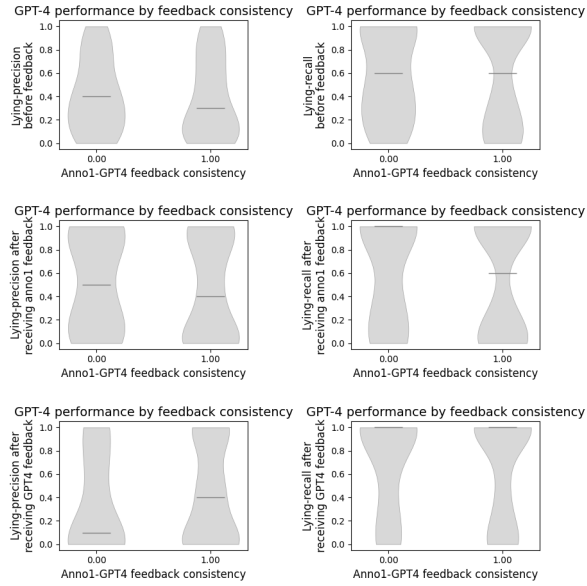 GPT-4 performance by feedback consistency
Lying-precision
before feedback
1.0
0.8
0.6
0.4
0.2
0.0
0.00
1.00
Anno1-GPT4 feedback consistency
GPT-4 performance by feedback consistency
Lying-recall
before feedback
1.0
0.8
0.6
0.4
0.2
0.0
0.00
1.00
Anno1-GPT4 feedback consistency
GPT-4 performance by feedback consistency
Lying-precision after
receiving anno1 feedback
1.0
0.8
0.6
0.4
0.2
0.0
0.00
1.00
Anno1-GPT4 feedback consistency
GPT-4 performance by feedback consistency
Lying-recall after
receiving anno1 feedback
1.0
0.8
0.6
0.4
0.2
0.0
0.00
1.00
Anno1-GPT4 feedback consistency
GPT-4 performance by feedback consistency
Lying-precision after
receiving GPT4 feedback
1.0
0.8
0.6
0.4
0.2
0.0
0.00
1.00
Anno1-GPT4 feedback consistency
GPT-4 performance by feedback consistency
Lying-recall after
receiving GPT4 feedback
1.0
0.8
0.6
0.4
0.2
0.0
0.00
1.00
Anno1-GPT4 feedback consistency